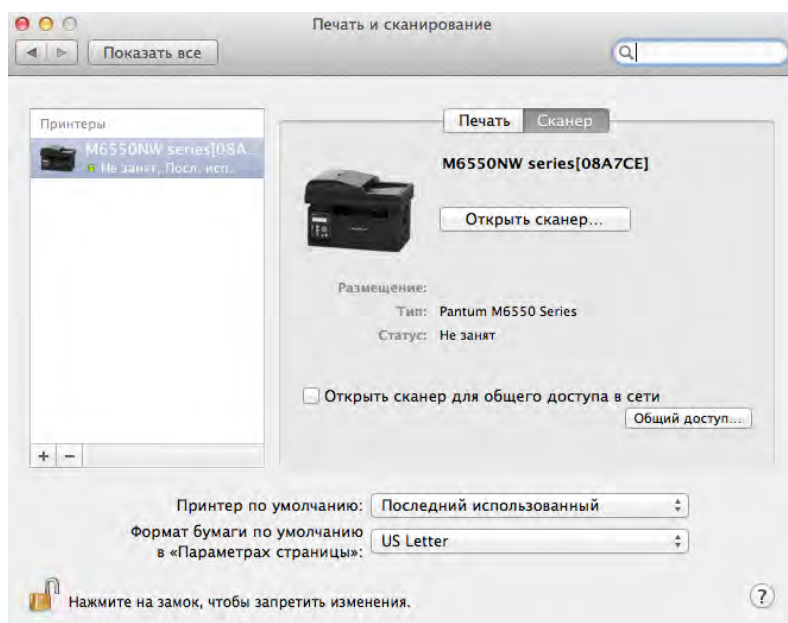 Печать и сканирование
Показать все
Принтеры
M6550NW series[08A...
Не занят, Посл. исп...
Печать Сканер
M6550NW series[08A7CE]
Открыть сканер...
Размещение:
Тип: Pantum M6550 Series
Статус: Не занят
Открыть сканер для общего доступа в сети
Общий доступ...
+ −
Принтер по умолчанию: Последний использованный
Формат бумаги по умолчанию
в «Параметрах страницы»: US Letter
Нажмите на замок, чтобы запретить изменения.
?